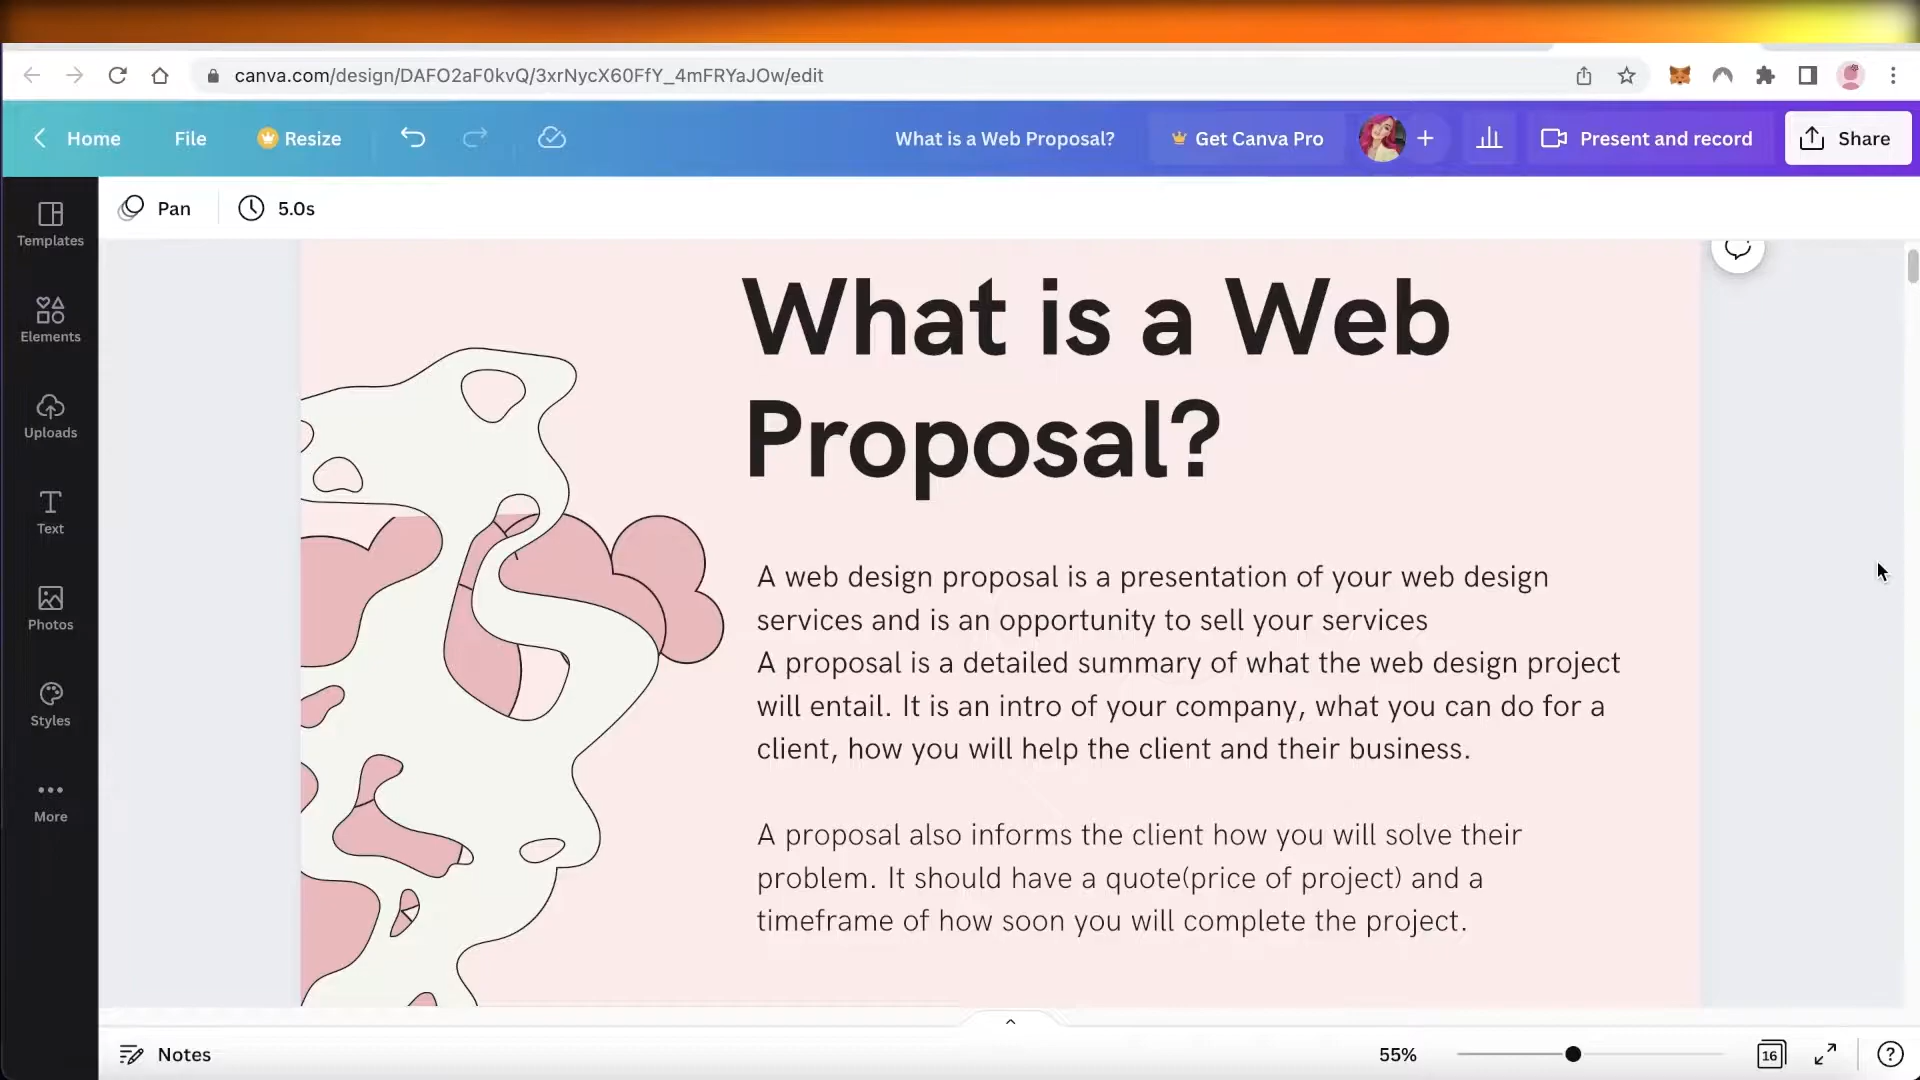 canva.com/design/DAFO2aF0kvQ/3xrNycX60FfY_4mFRYaJOw/edit
Home File Resize What is a Web Proposal? Get Canva Pro Present and record Share
Pan 5.0s
Templates
Elements
Uploads
Text
Photos
Styles
More
What is a Web
Proposal?
A web design proposal is a presentation of your web design
services and is an opportunity to sell your services
A proposal is a detailed summary of what the web design project
will entail. It is an intro of your company, what you can do for a
client, how you will help the client and their business.
A proposal also informs the client how you will solve their
problem. It should have a quote(price of project) and a
timeframe of how soon you will complete the project.
Notes 55% 16 ?